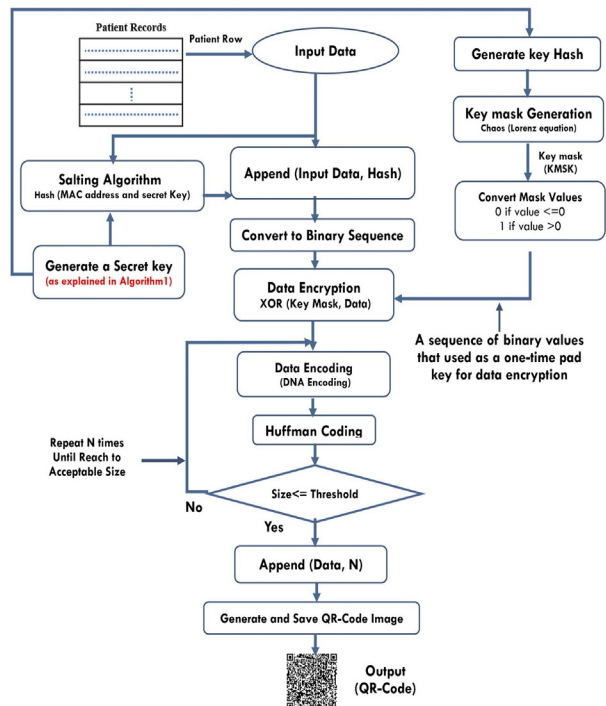 Patient Records
Patient Row
Input Data
Generate key Hash
Key mask Generation
Chaos (Lorenz equation)
Key mask
(KMSK)
Salting Algorithm
Hash (MAC address and secret Key)
Append (Input Data, Hash)
Convert Mask Values
0 if value <=0
1 if value >0
Convert to Binary Sequence
Generate a Secret key
(as explained in Algorithm1)
Data Encryption
XOR (Key Mask, Data)
A sequence of binary values
that used as a one-time pad
key for data encryption
Data Encoding
(DNA Encoding)
Huffman Coding
Repeat N times
Until Reach to
Acceptable Size
Size<= Threshold
No
Yes
Append (Data, N)
Generate and Save QR-Code Image
Output
(QR-Code)